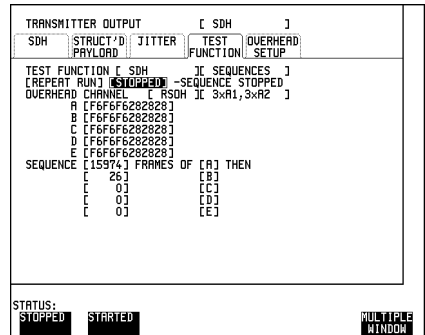 TRANSMITTER OUTPUT [ SDH ]
SDH STRUCT'D PAYLOAD JITTER TEST FUNCTION OVERHEAD SETUP
TEST FUNCTION [ SDH ][ SEQUENCES ]
[REPEAT RUN] [STOPPED] -SEQUENCE STOPPED
OVERHEAD CHANNEL [ RSOH ][ 3xA1,3xA2 ]
A [F6F6F6282828]
B [F6F6F6282828]
C [F6F6F6282828]
D [F6F6F6282828]
E [F6F6F6282828]
SEQUENCE [15974] FRAMES OF [A] THEN
[ 26] [B]
[ 0] [C]
[ 0] [D]
[ 0] [E]
STATUS:
STOPPED STARTED MULTIPLE WINDOW